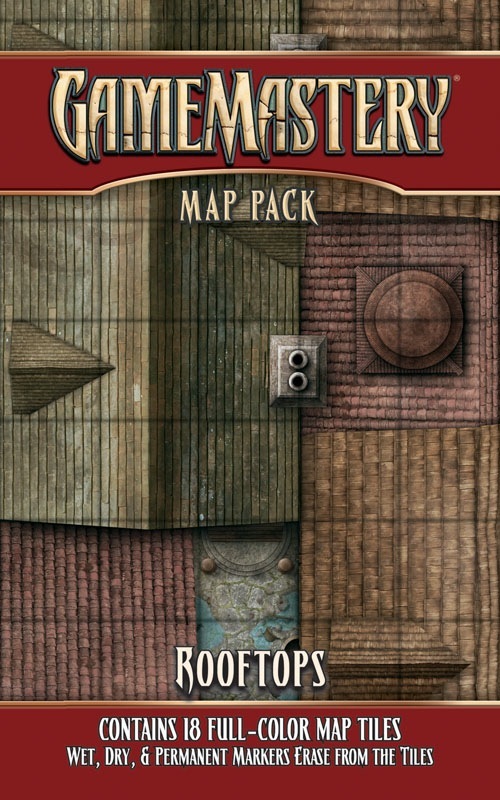 GAMEMASTERY®
MAP PACK
ROOFTOPS
CONTAINS 18 FULL-COLOR MAP TILES
WET, DRY, & PERMANENT MARKERS ERASE FROM THE TILES